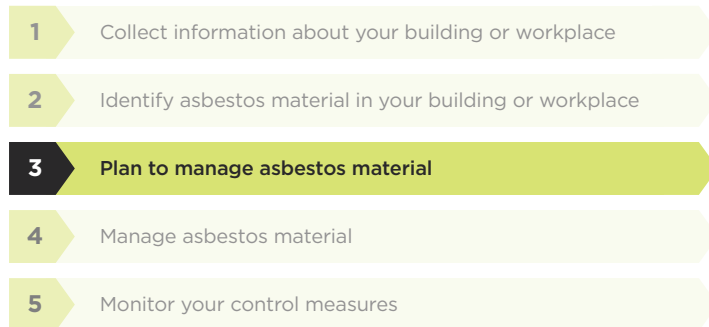 1 Collect information about your building or workplace
2 Identify asbestos material in your building or workplace
3 Plan to manage asbestos material
4 Manage asbestos material
5 Monitor your control measures